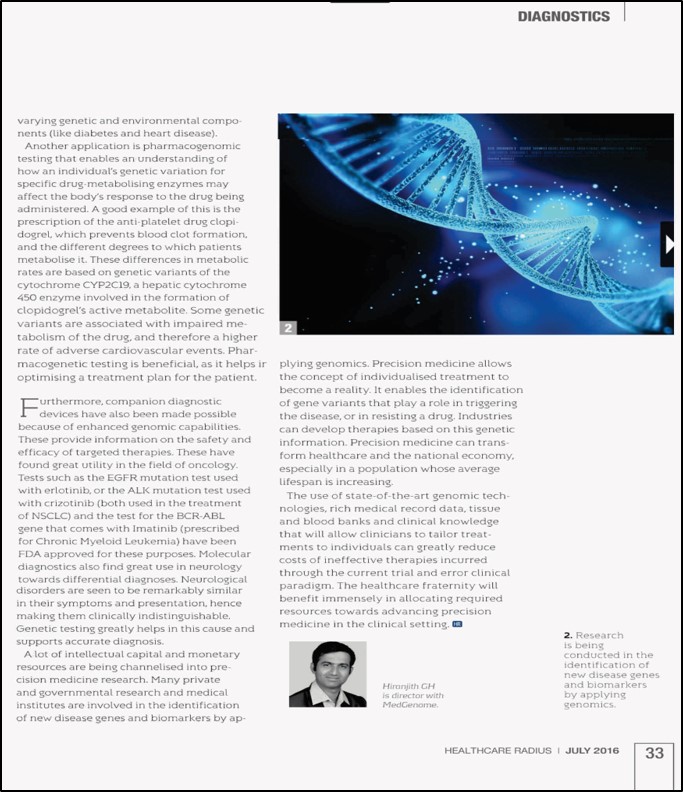 DIAGNOSTICS
varying genetic and environmental compo-
nents (like diabetes and heart disease).
Another application is pharmacogenomic
testing that enables an understanding of
how an individual's genetic variation for
specific drug-metabolising enzymes may
affect the body's response to the drug being
administered. A good example of this is the
prescription of the anti-platelet drug clopi-
dogrel, which prevents blood clot formation,
and the different degrees to which patients
metabolise it. These differences in metabolic
rates are based on genetic variants of the
cytochrome CYP2C19, a hepatic cytochrome
450 enzyme involved in the formation of
clopidogrel's active metabolite. Some genetic
variants are associated with impaired me-
tabolism of the drug, and therefore a higher
rate of adverse cardiovascular events. Phar-
macogenetic testing is beneficial, as it helps ir
optimising a treatment plan for the patient.
Furthermore, companion diagnostic
devices have also been made possible
because of enhanced genomic capabilities.
These provide information on the safety and
efficacy of targeted therapies. These have
found great utility in the field of oncology.
Tests such as the EGFR mutation test used
with erlotinib, or the ALK mutation test used
with crizotinib (both used in the treatment
of NSCLC) and the test for the BCR-ABL
gene that comes with Imatinib (prescribed
for Chronic Myeloid Leukemia) have been
FDA approved for these purposes. Molecular
diagnostics also find great use in neurology
towards differential diagnoses. Neurological
disorders are seen to be remarkably similar
in their symptoms and presentation, hence
making them clinically indistinguishable.
Genetic testing greatly helps in this cause and
supports accurate diagnosis.
A lot of intellectual capital and monetary
resources are being channelised into pre-
cision medicine research. Many private
and governmental research and medical
institutes are involved in the identification
of new disease genes and biomarkers by ap-
2
plying genomics. Precision medicine allows
the concept of individualised treatment to
become a reality. It enables the identification
of gene variants that play a role in triggering
the disease, or in resisting a drug. Industries
can develop therapies based on this genetic
information. Precision medicine can trans-
form healthcare and the national economy,
especially in a population whose average
lifespan is increasing.
The use of state-of-the-art genomic tech-
nologies, rich medical record data, tissue
and blood banks and clinical knowledge
that will allow clinicians to tailor treat-
ments to individuals can greatly reduce
costs of ineffective therapies incurred
through the current trial and error clinical
paradigm. The healthcare fraternity will
benefit immensely in allocating required
resources towards advancing precision
medicine in the clinical setting. HR
Hiranjith GH
is director with
MedGenome.
2. Research
is being
conducted in the
identification of
new disease genes
and biomarkers
by applying
genomics.
HEALTHCARE RADIUS | JULY 2016 33